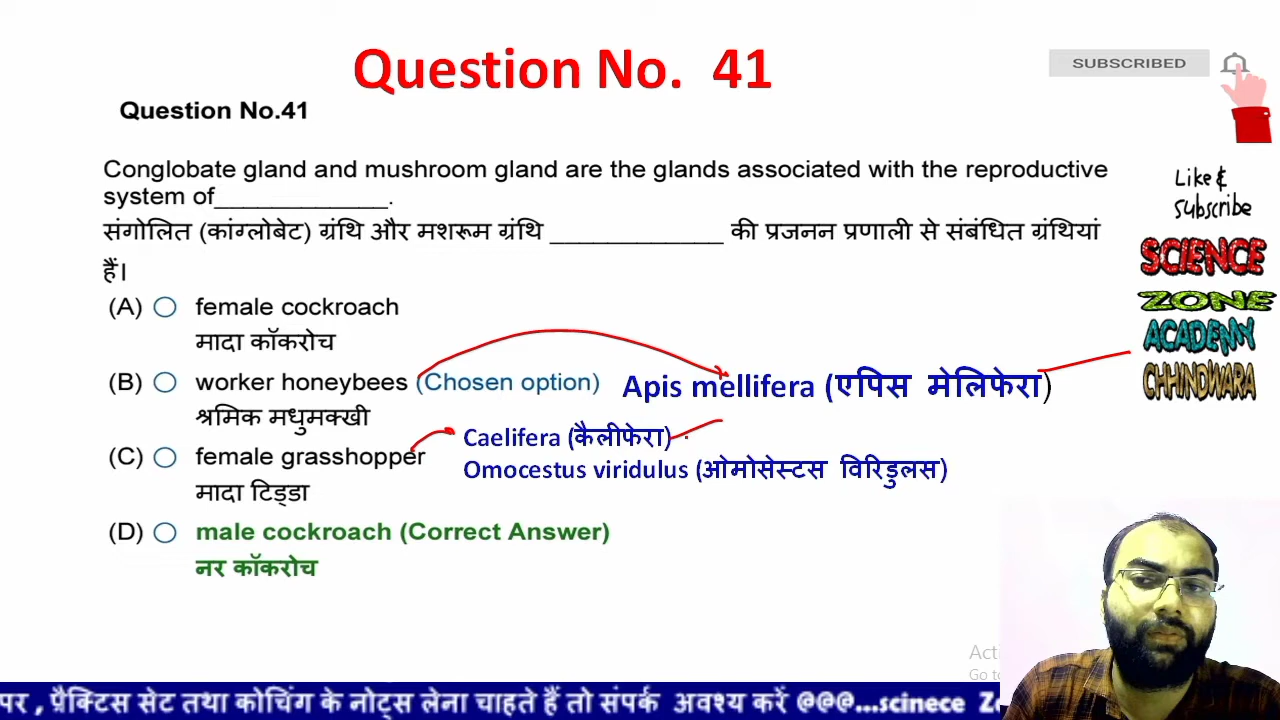 Question No. 41
SUBSCRIBED
Question No.41
Conglobate gland and mushroom gland are the glands associated with the reproductive
system of____________.
संगोलित (कांग्लोबेट) ग्रंथि और मशरूम ग्रंथि ____________ की प्रजनन प्रणाली से संबंधित ग्रंथियां
हैं।
Like &
Subscribe
SCIENCE
ZONE
ACADEMY
CHHINDWARA
(A) female cockroach
मादा कॉकरोच
(B) worker honeybees (Chosen option) Apis mellifera (एपिस मेलिफेरा)
श्रमिक मधुमक्खी
Caelifera (कैलीफेरा)
(C) female grasshopper
Omocestus viridulus (ओमोसेस्टस विरिडुलस)
मादा टिड्डा
(D) male cockroach (Correct Answer)
नर कॉकरोच
पर , प्रैक्टिस सेट तथा कोचिंग के नोट्स लेना चाहते हैं तो संपर्क अवश्य करें @@@...scinece